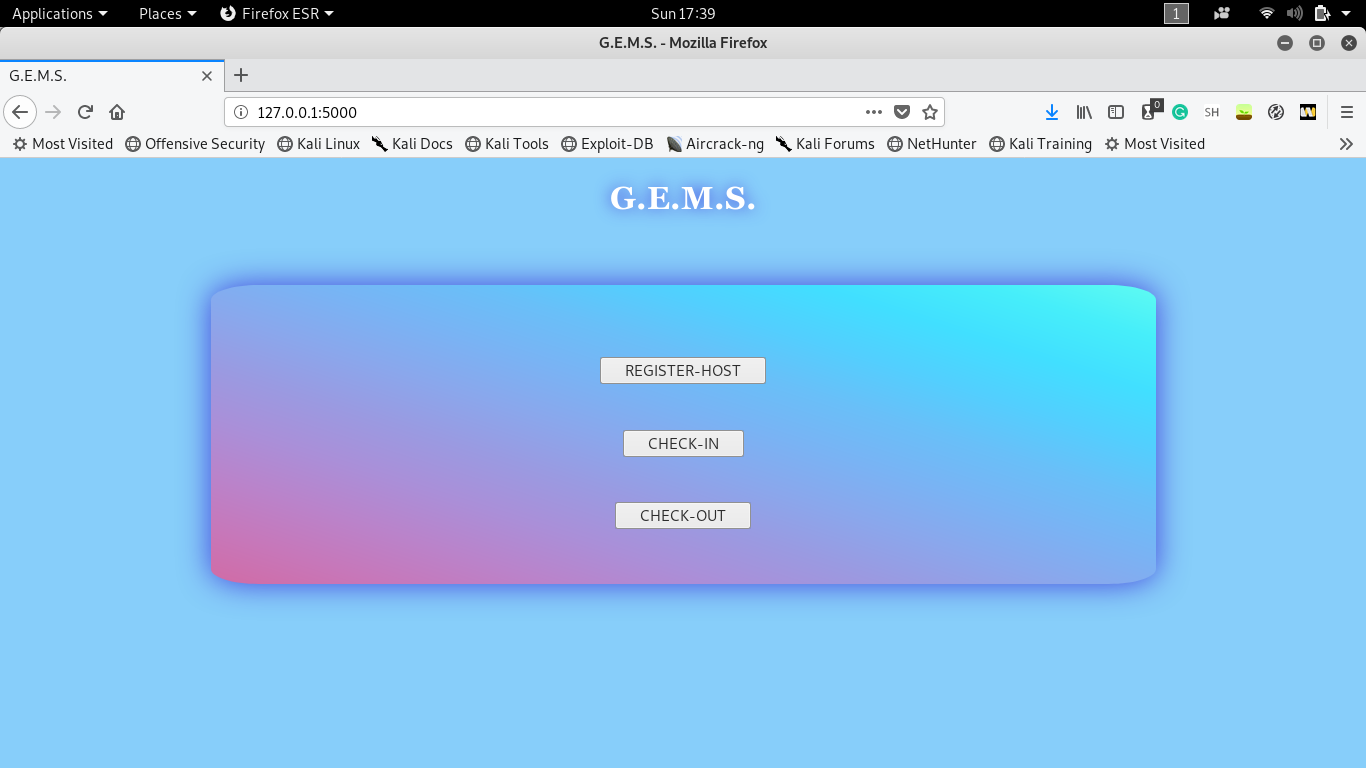 Applications Places Firefox ESR Sun 17:39 1
G.E.M.S. - Mozilla Firefox
G.E.M.S.
127.0.0.1:5000 0 SH
Most Visited Offensive Security Kali Linux Kali Docs Kali Tools Exploit-DB Aircrack-ng Kali Forums NetHunter Kali Training Most Visited
G.E.M.S.
REGISTER-HOST
CHECK-IN
CHECK-OUT